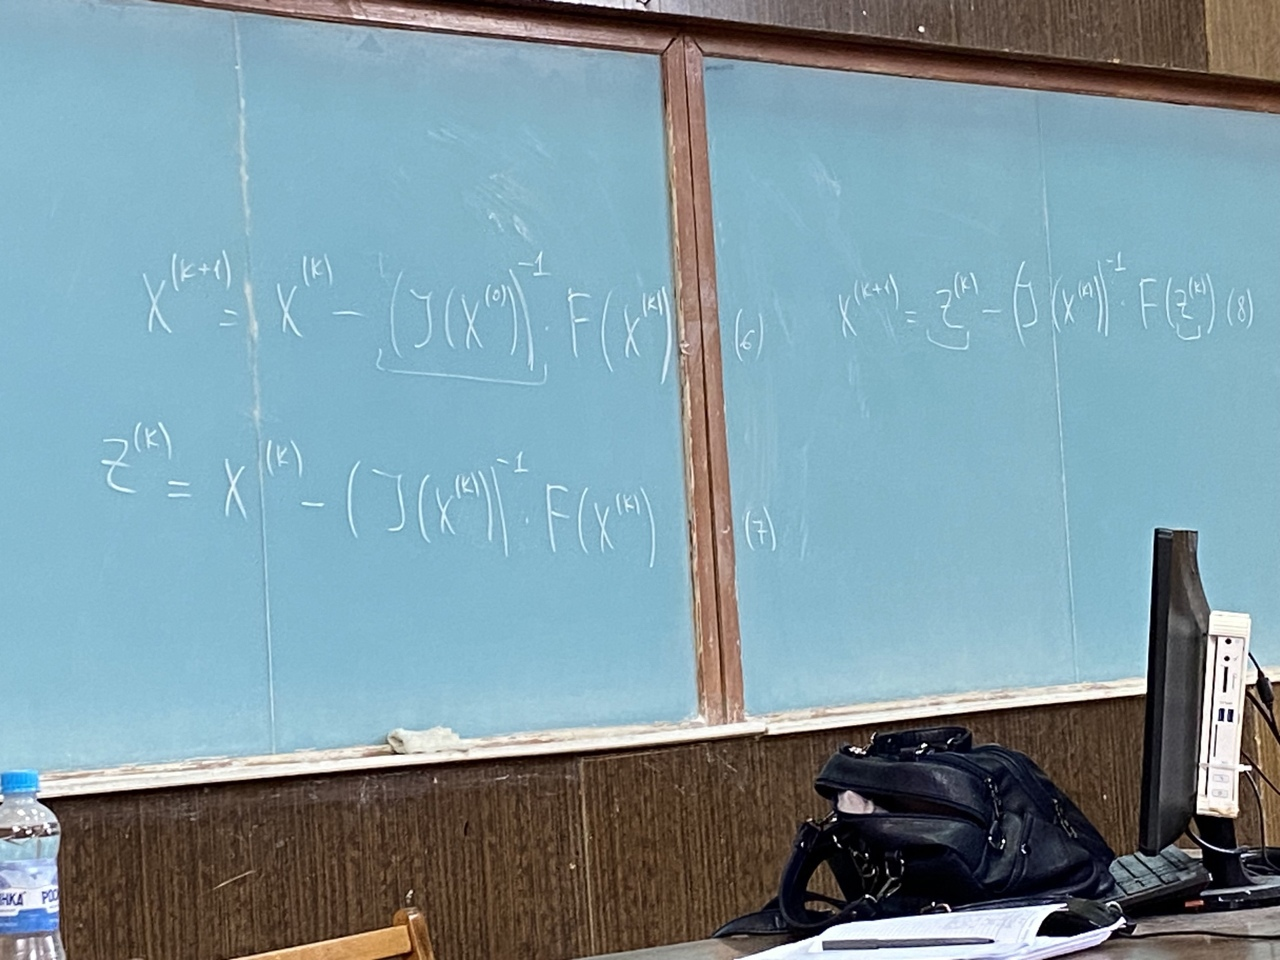 X^(k+1) = X^(k) − (J(X^(0)))^−1 · F(X^(k)) (6)
Z^(k) = X^(k) − (J(X^(k)))^−1 · F(X^(k)) (7)
X^(k+1) = Z^(k) − (J(X^(k)))^−1 · F(Z^(k)) (8)